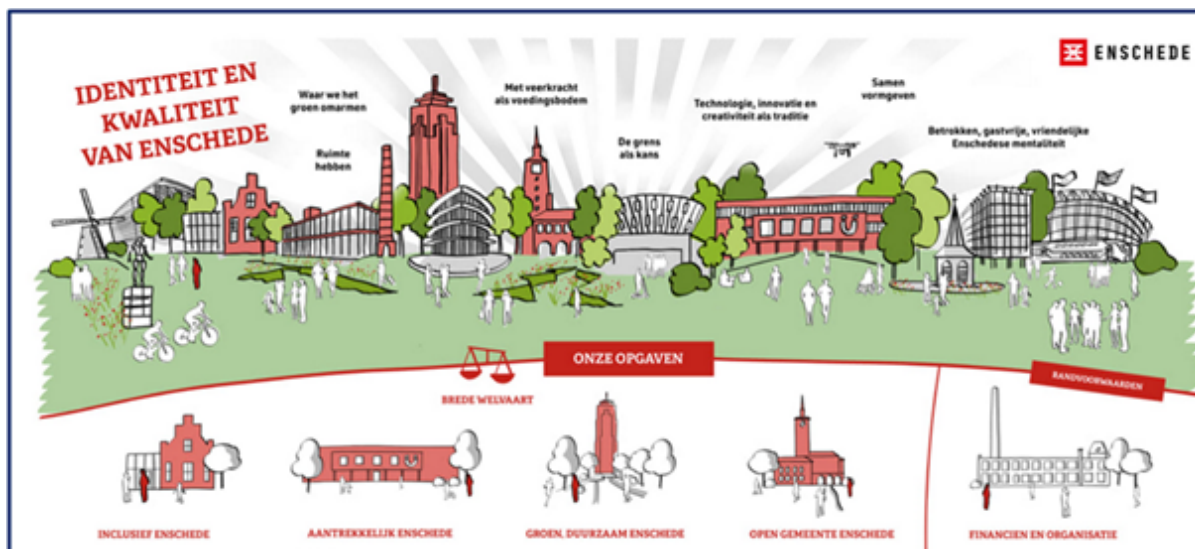 IDENTITEIT EN
KWALITEIT
VAN ENSCHEDE
Waar we het
groen omarmen
Ruimte
hebben
Met veerkracht
als voedingsbodem
De grens
als kans
Technologie, innovatie en
creativiteit als traditie
Samen
vormgeven
Betrokken, gastvrije, vriendelijke
Enschedese mentaliteit
ENSCHEDE
ONZE OPGAVEN
BREDE WELVAART
RANDVOORWAARDEN
INCLUSIEF ENSCHEDE
AANTREKKELIJK ENSCHEDE
GROEN, DUURZAAM ENSCHEDE
OPEN GEMEENTE ENSCHEDE
FINANCIEN EN ORGANISATIE